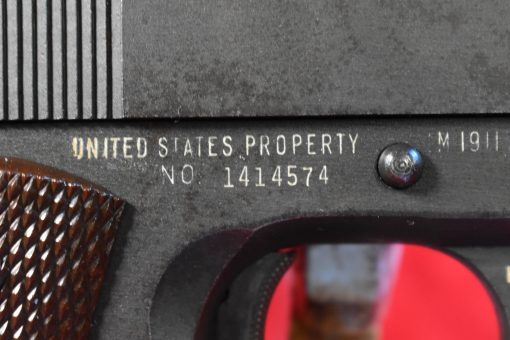 UNITED STATES PROPERTY M 1911
NO 1414574